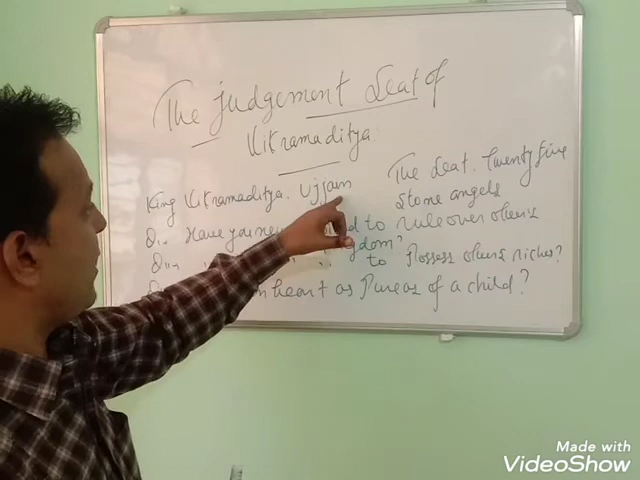 The judgement Seat of
Vikramaditya.
King Vikramaditya. Ujjain
The Seat. Twenty five
Stone angels
Have you to rule over others
kingdom?
to Possess others riches?
heart as Pure as of a child?
Made with
VideoShow